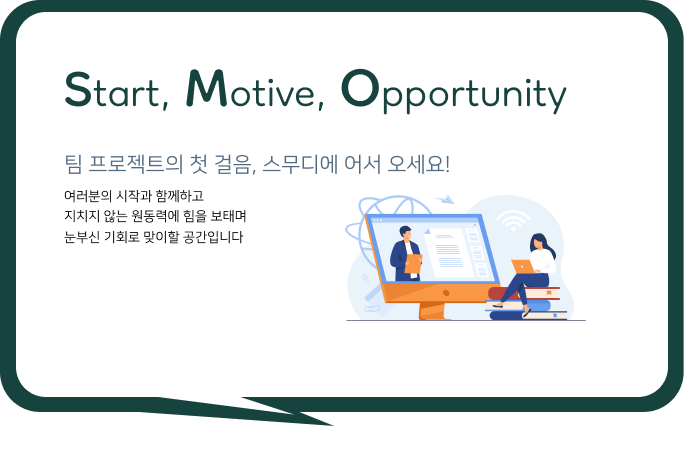 Start, Motive, Opportunity
팀 프로젝트의 첫 걸음, 스무디에 어서 오세요!
여러분의 시작과 함께하고
지치지 않는 원동력에 힘을 보태며
눈부신 기회로 맞이할 공간입니다